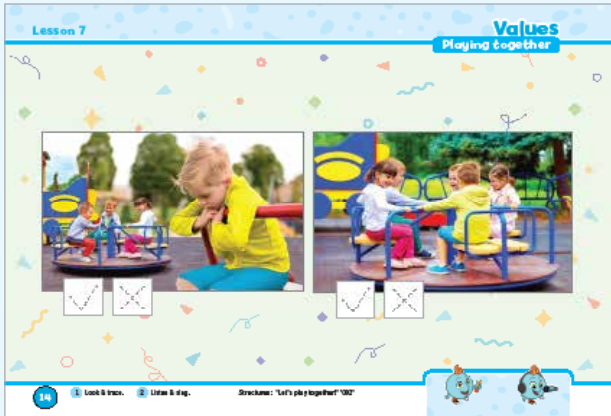 Lesson 7
Values
Playing together
14
1 Look & trace.
2 Listen & sing.
Structures: "Let's play together!" "OK!"